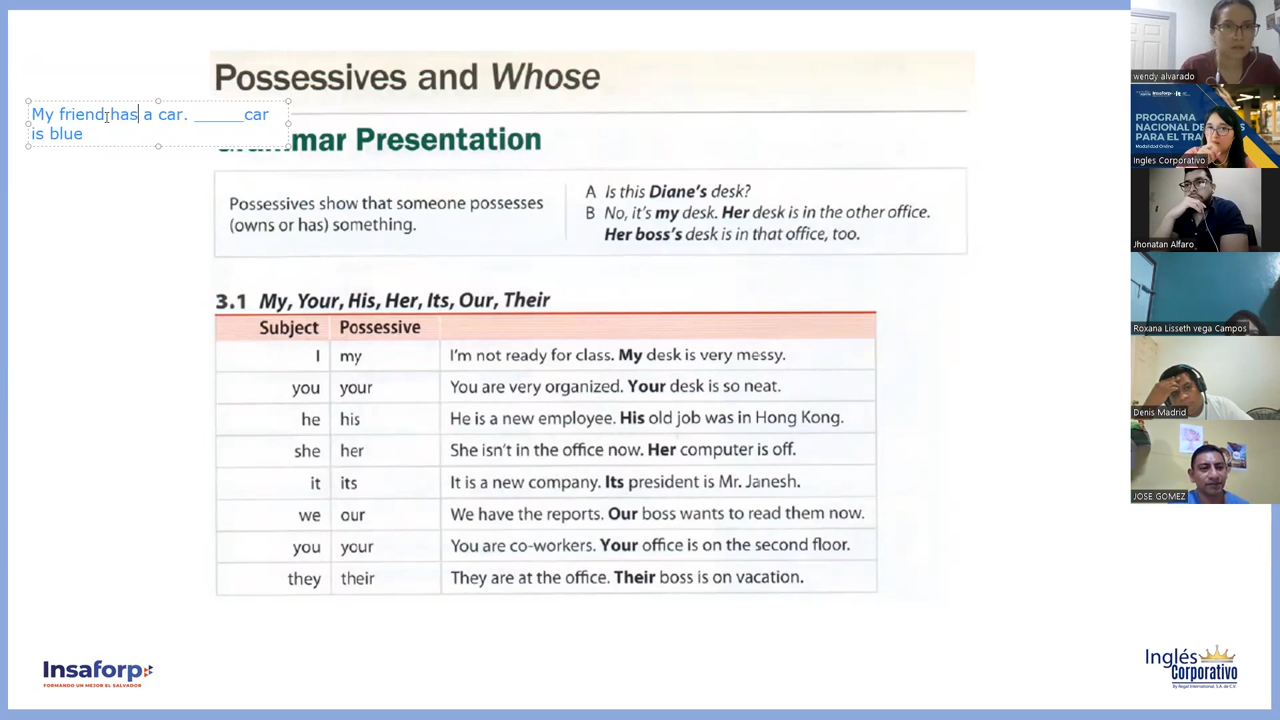 Possessives and Whose
My friend has a car. ______car
is blue
mar Presentation
Possessives show that someone possesses
(owns or has) something.
A Is this Diane's desk?
B No, it's my desk. Her desk is in the other office.
Her boss's desk is in that office, too.
3.1 My, Your, His, Her, Its, Our, Their
Subject Possessive
I my I'm not ready for class. My desk is very messy.
you your You are very organized. Your desk is so neat.
he his He is a new employee. His old job was in Hong Kong.
she her She isn't in the office now. Her computer is off.
it its It is a new company. Its president is Mr. Janesh.
we our We have the reports. Our boss wants to read them now.
you your You are co-workers. Your office is on the second floor.
they their They are at the office. Their boss is on vacation.
Insaforp
FORMANDO UN MEJOR EL SALVADOR
Inglés
Corporativo
By Regal International, S.A. de C.V.
wendy alvarado
Insaforp
PROGRAMA
NACIONAL DE
PARA EL TRA
Modalidad Online
Ingles Corporativo
Jhonatan Alfaro
Roxana Lisseth vega Campos
Denis Madrid
JOSE GOMEZ